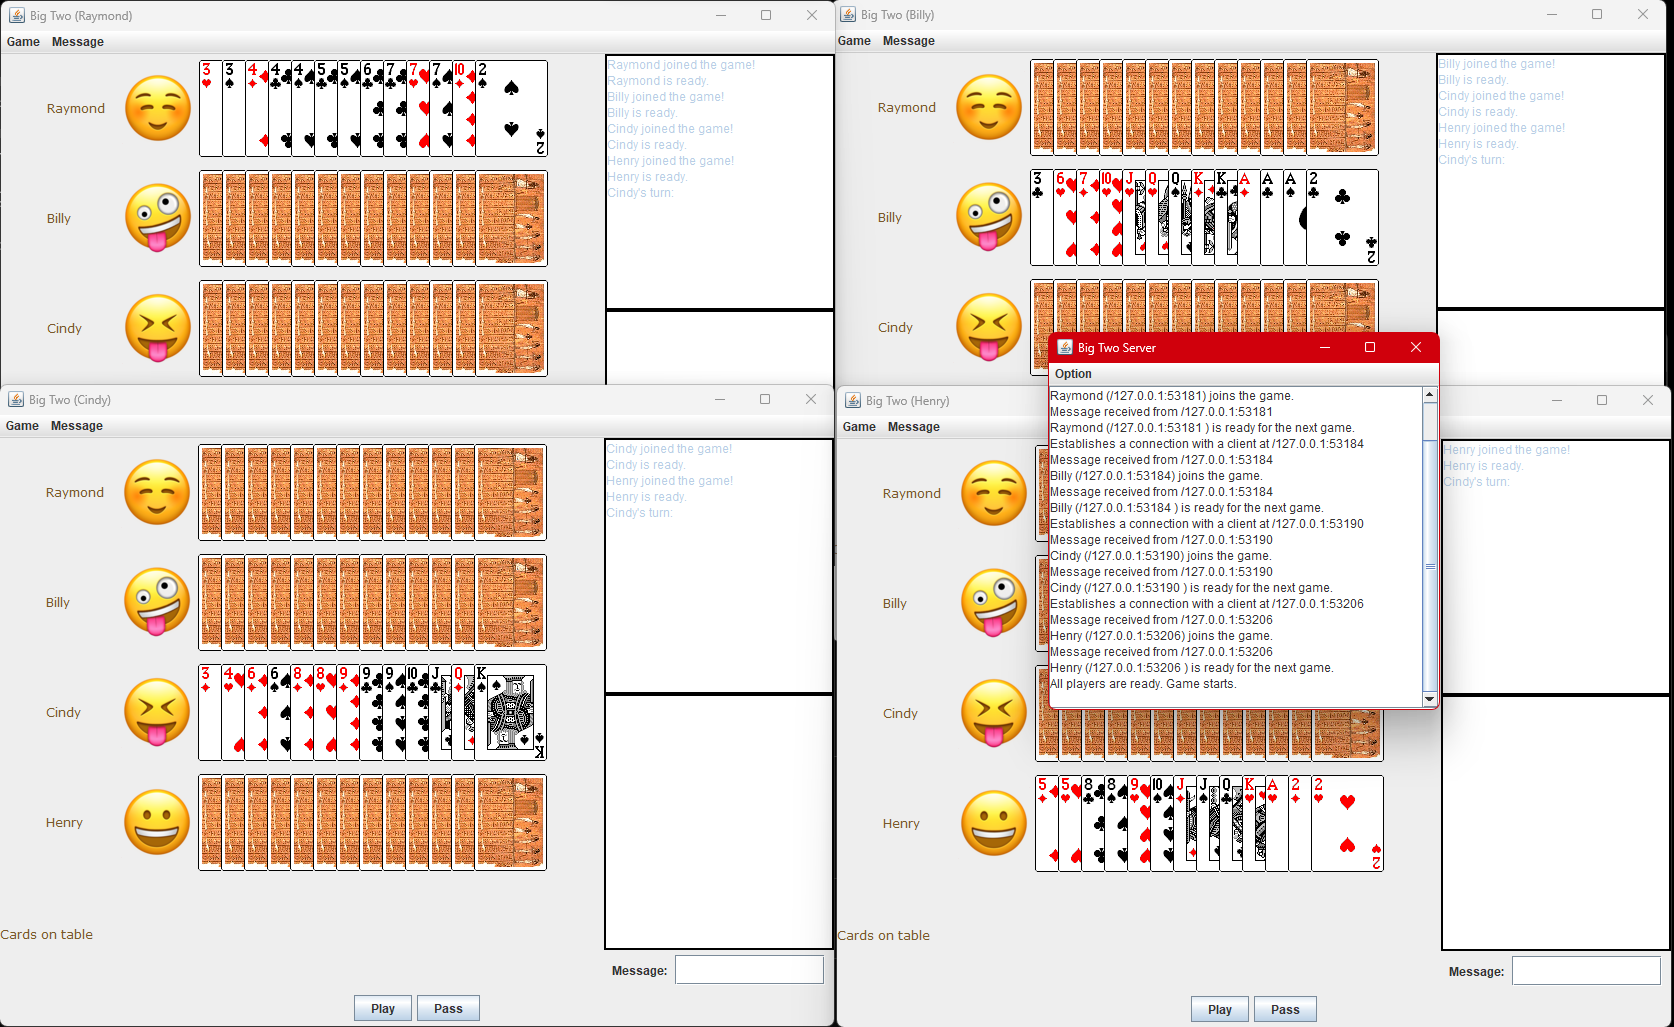 Big Two (Raymond)
Game Message
Raymond
3 3 4 4 4 5 5 6 7 7 7 10 2
2
Billy
Cindy
Raymond joined the game!
Raymond is ready.
Billy joined the game!
Billy is ready.
Cindy joined the game!
Cindy is ready.
Henry joined the game!
Henry is ready.
Cindy's turn:
Big Two (Billy)
Game Message
Raymond
Billy
3 6 7 10 J Q Q K K A A A 2
2
Cindy
Billy joined the game!
Billy is ready.
Cindy joined the game!
Cindy is ready.
Henry joined the game!
Henry is ready.
Cindy's turn:
Big Two Server
Option
Raymond (/127.0.0.1:53181) joins the game.
Message received from /127.0.0.1:53181
Raymond (/127.0.0.1:53181 ) is ready for the next game.
Establishes a connection with a client at /127.0.0.1:53184
Message received from /127.0.0.1:53184
Billy (/127.0.0.1:53184) joins the game.
Message received from /127.0.0.1:53184
Billy (/127.0.0.1:53184 ) is ready for the next game.
Establishes a connection with a client at /127.0.0.1:53190
Message received from /127.0.0.1:53190
Cindy (/127.0.0.1:53190) joins the game.
Message received from /127.0.0.1:53190
Cindy (/127.0.0.1:53190 ) is ready for the next game.
Establishes a connection with a client at /127.0.0.1:53206
Message received from /127.0.0.1:53206
Henry (/127.0.0.1:53206) joins the game.
Message received from /127.0.0.1:53206
Henry (/127.0.0.1:53206 ) is ready for the next game.
All players are ready. Game starts.
Big Two (Cindy)
Game Message
Raymond
Billy
Cindy
3 4 6 6 8 8 9 9 9 10 J Q K
K
Henry
Cards on table
Cindy joined the game!
Cindy is ready.
Henry joined the game!
Henry is ready.
Cindy's turn:
Message:
Play Pass
Big Two (Henry)
Game Message
Raymond
Billy
Cindy
Henry
5 5 8 8 9 10 J J Q K A 2 2
2
Cards on table
Henry joined the game!
Henry is ready.
Cindy's turn:
Message:
Play Pass